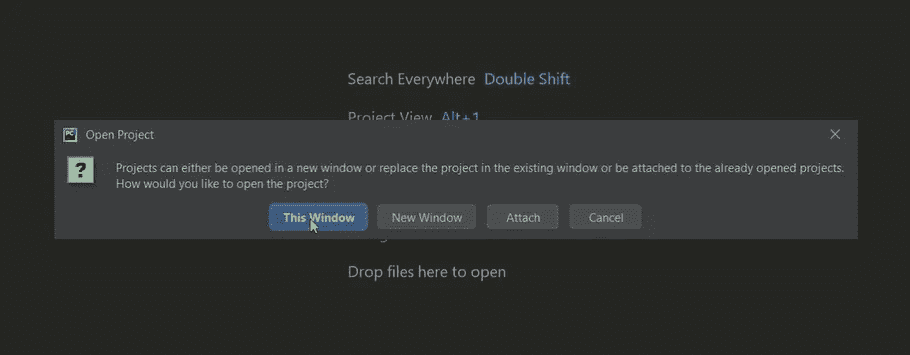 Search Everywhere Double Shift
Project View Alt+1
PC Open Project
?
Projects can either be opened in a new window or replace the project in the existing window or be attached to the already opened projects.
How would you like to open the project?
This Window New Window Attach Cancel
Drop files here to open